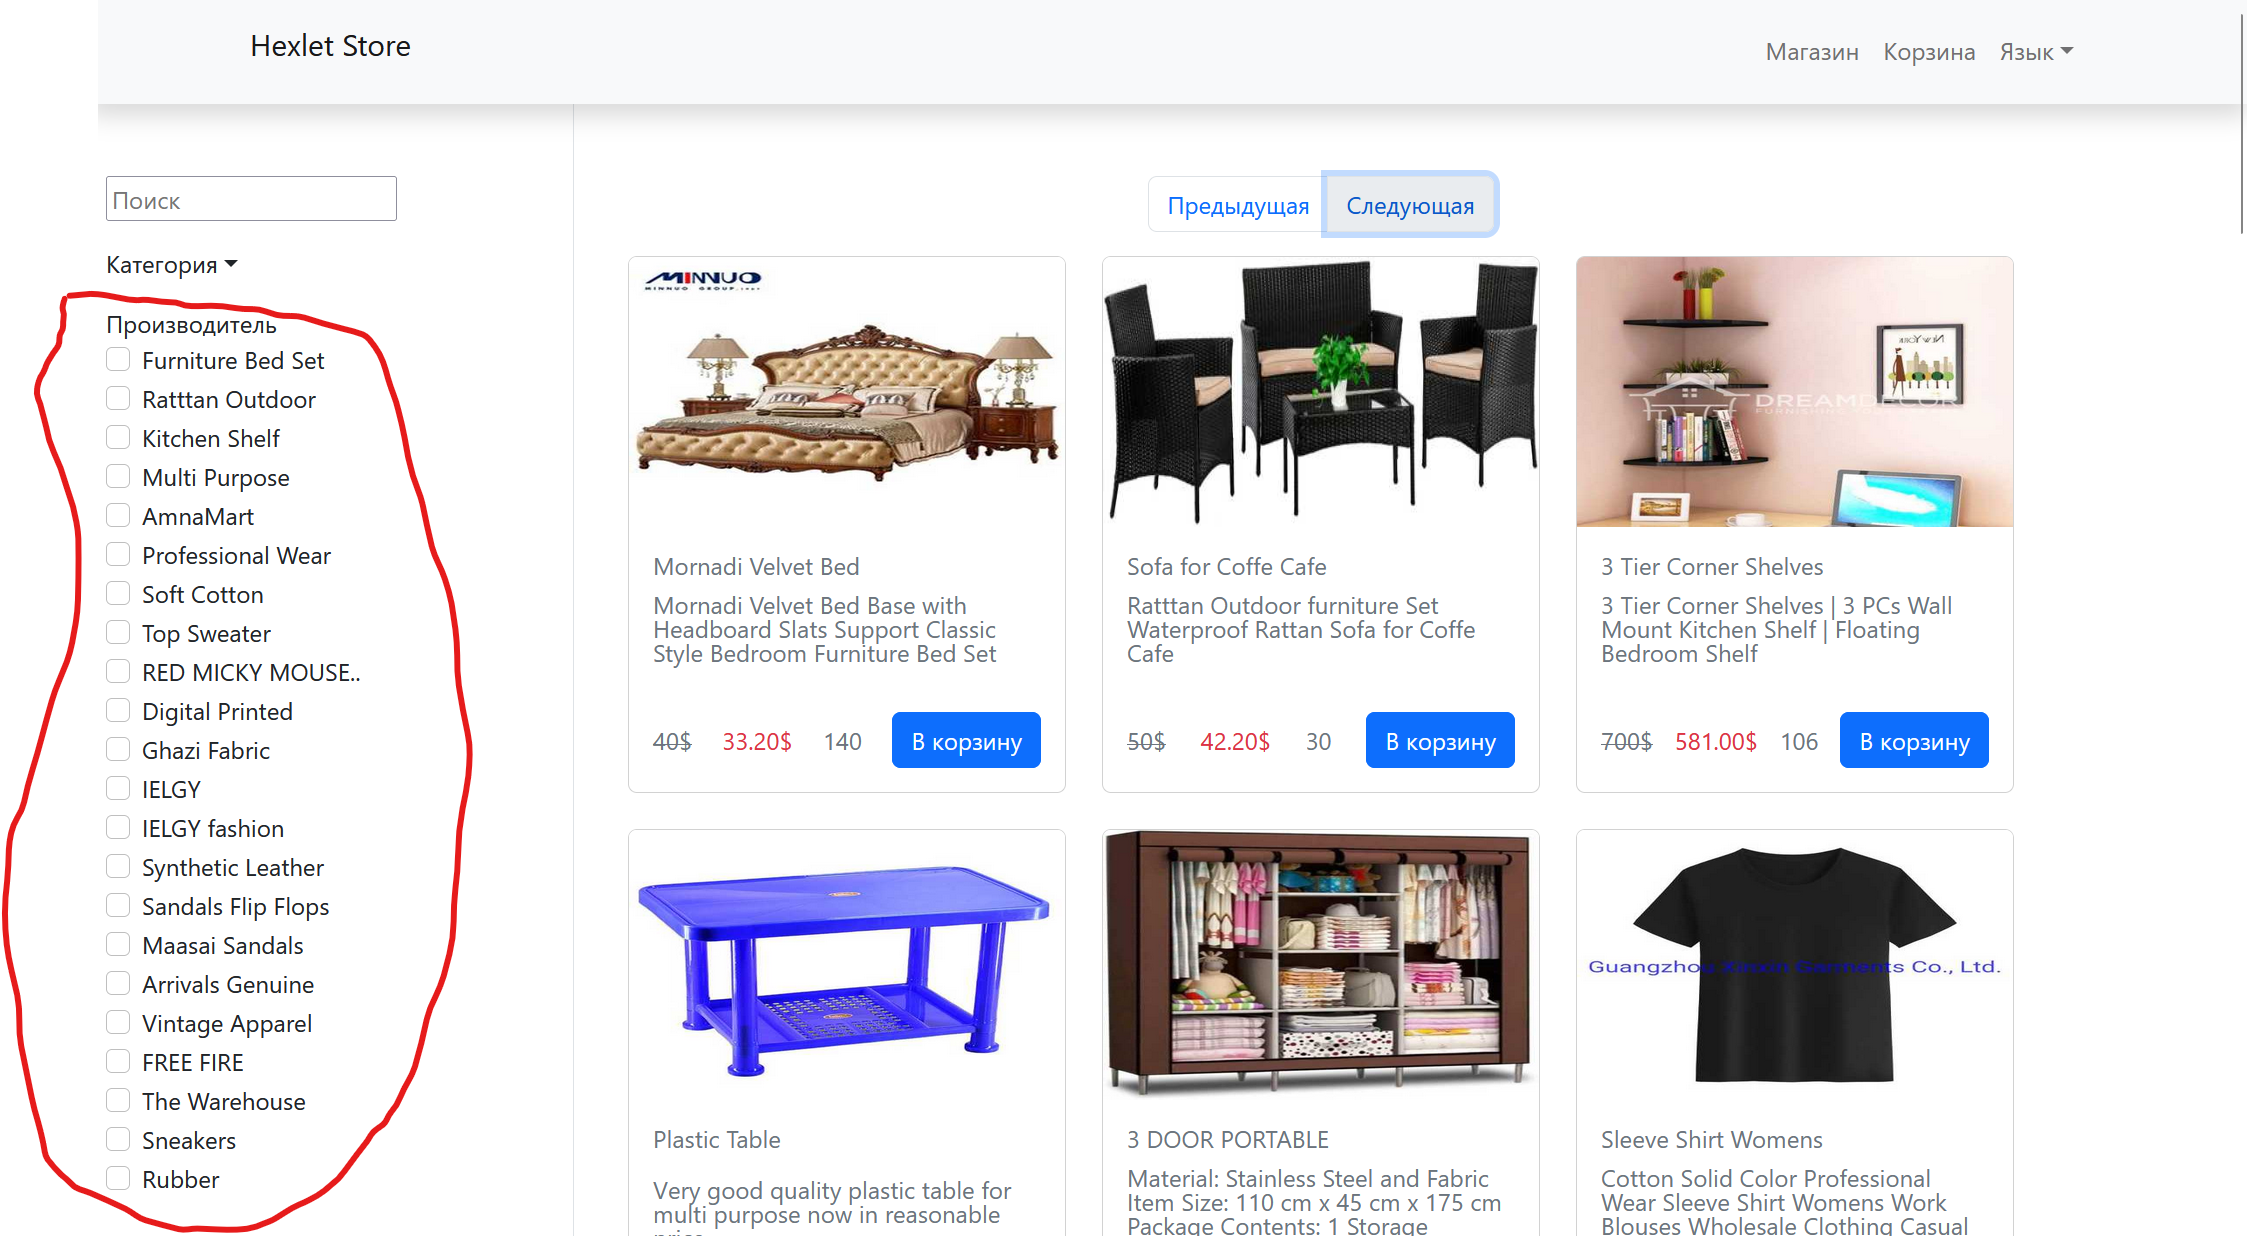 Hexlet Store
Магазин Корзина Язык
Поиск
Категория
Производитель
Furniture Bed Set
Ratttan Outdoor
Kitchen Shelf
Multi Purpose
AmnaMart
Professional Wear
Soft Cotton
Top Sweater
RED MICKY MOUSE..
Digital Printed
Ghazi Fabric
IELGY
IELGY fashion
Synthetic Leather
Sandals Flip Flops
Maasai Sandals
Arrivals Genuine
Vintage Apparel
FREE FIRE
The Warehouse
Sneakers
Rubber
Предыдущая Следующая
MINNUO
MINNUO GROUP
Mornadi Velvet Bed
Mornadi Velvet Bed Base with
Headboard Slats Support Classic
Style Bedroom Furniture Bed Set
40$ 33.20$ 140 В корзину
Sofa for Coffe Cafe
Ratttan Outdoor furniture Set
Waterproof Rattan Sofa for Coffe
Cafe
50$ 42.20$ 30 В корзину
DREAMDECOR
3 Tier Corner Shelves
3 Tier Corner Shelves | 3 PCs Wall
Mount Kitchen Shelf | Floating
Bedroom Shelf
700$ 581.00$ 106 В корзину
Plastic Table
Very good quality plastic table for
multi purpose now in reasonable
3 DOOR PORTABLE
Material: Stainless Steel and Fabric
Item Size: 110 cm x 45 cm x 175 cm
Package Contents: 1 Storage
Guangzhou Xinxin Garments Co., Ltd.
Sleeve Shirt Womens
Cotton Solid Color Professional
Wear Sleeve Shirt Womens Work
Blouses Wholesale Clothing Casual